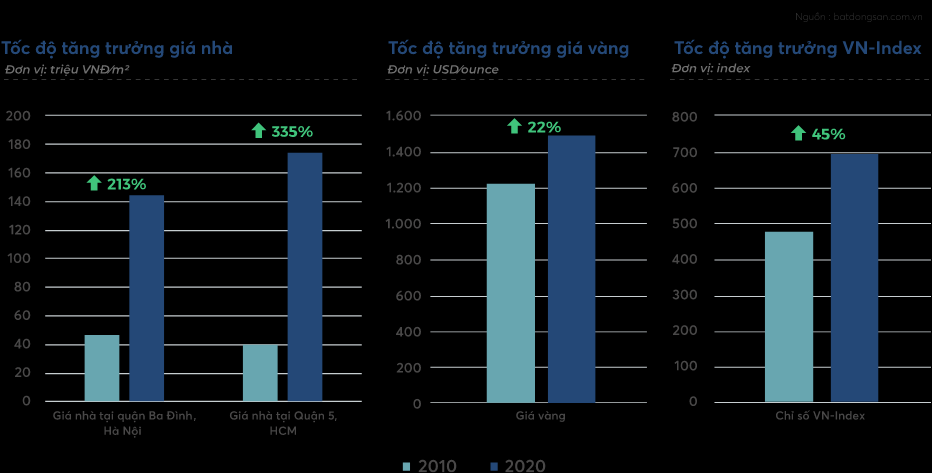 Nguồn : batdongsan.com.vn
Tốc độ tăng trưởng giá nhà
Đơn vị: triệu VNĐ/m²
200
180
160
140
120
100
80
60
40
20
0
213%
335%
Giá nhà tại quận Ba Đình,
Hà Nội
Giá nhà tại Quận 5,
HCM
Tốc độ tăng trưởng giá vàng
Đơn vị: USD/ounce
1.600
1.400
1.200
1.000
800
600
400
200
0
22%
Giá vàng
Tốc độ tăng trưởng VN-Index
Đơn vị: index
800
700
600
500
400
300
200
100
0
45%
Chỉ số VN-Index
2010 2020